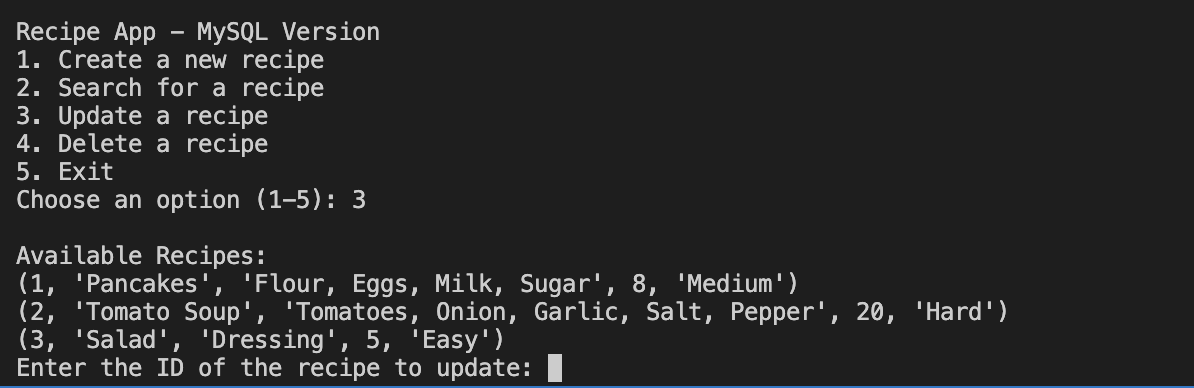 Recipe App – MySQL Version
1. Create a new recipe
2. Search for a recipe
3. Update a recipe
4. Delete a recipe
5. Exit
Choose an option (1–5): 3
Available Recipes:
(1, 'Pancakes', 'Flour, Eggs, Milk, Sugar', 8, 'Medium')
(2, 'Tomato Soup', 'Tomatoes, Onion, Garlic, Salt, Pepper', 20, 'Hard')
(3, 'Salad', 'Dressing', 5, 'Easy')
Enter the ID of the recipe to update: